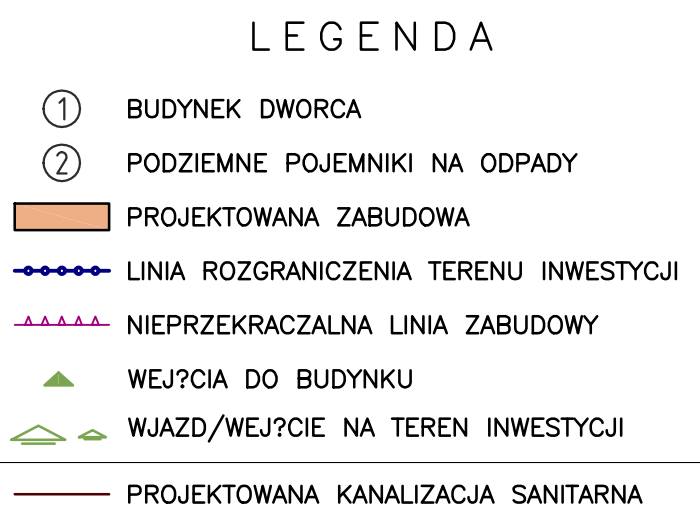 LEGENDA
1 BUDYNEK DWORCA
2 PODZIEMNE POJEMNIKI NA ODPADY
PROJEKTOWANA ZABUDOWA
LINIA ROZGRANICZENIA TERENU INWESTYCJI
NIEPRZEKRACZALNA LINIA ZABUDOWY
WEJ?CIA DO BUDYNKU
WJAZD/WEJ?CIE NA TEREN INWESTYCJI
PROJEKTOWANA KANALIZACJA SANITARNA